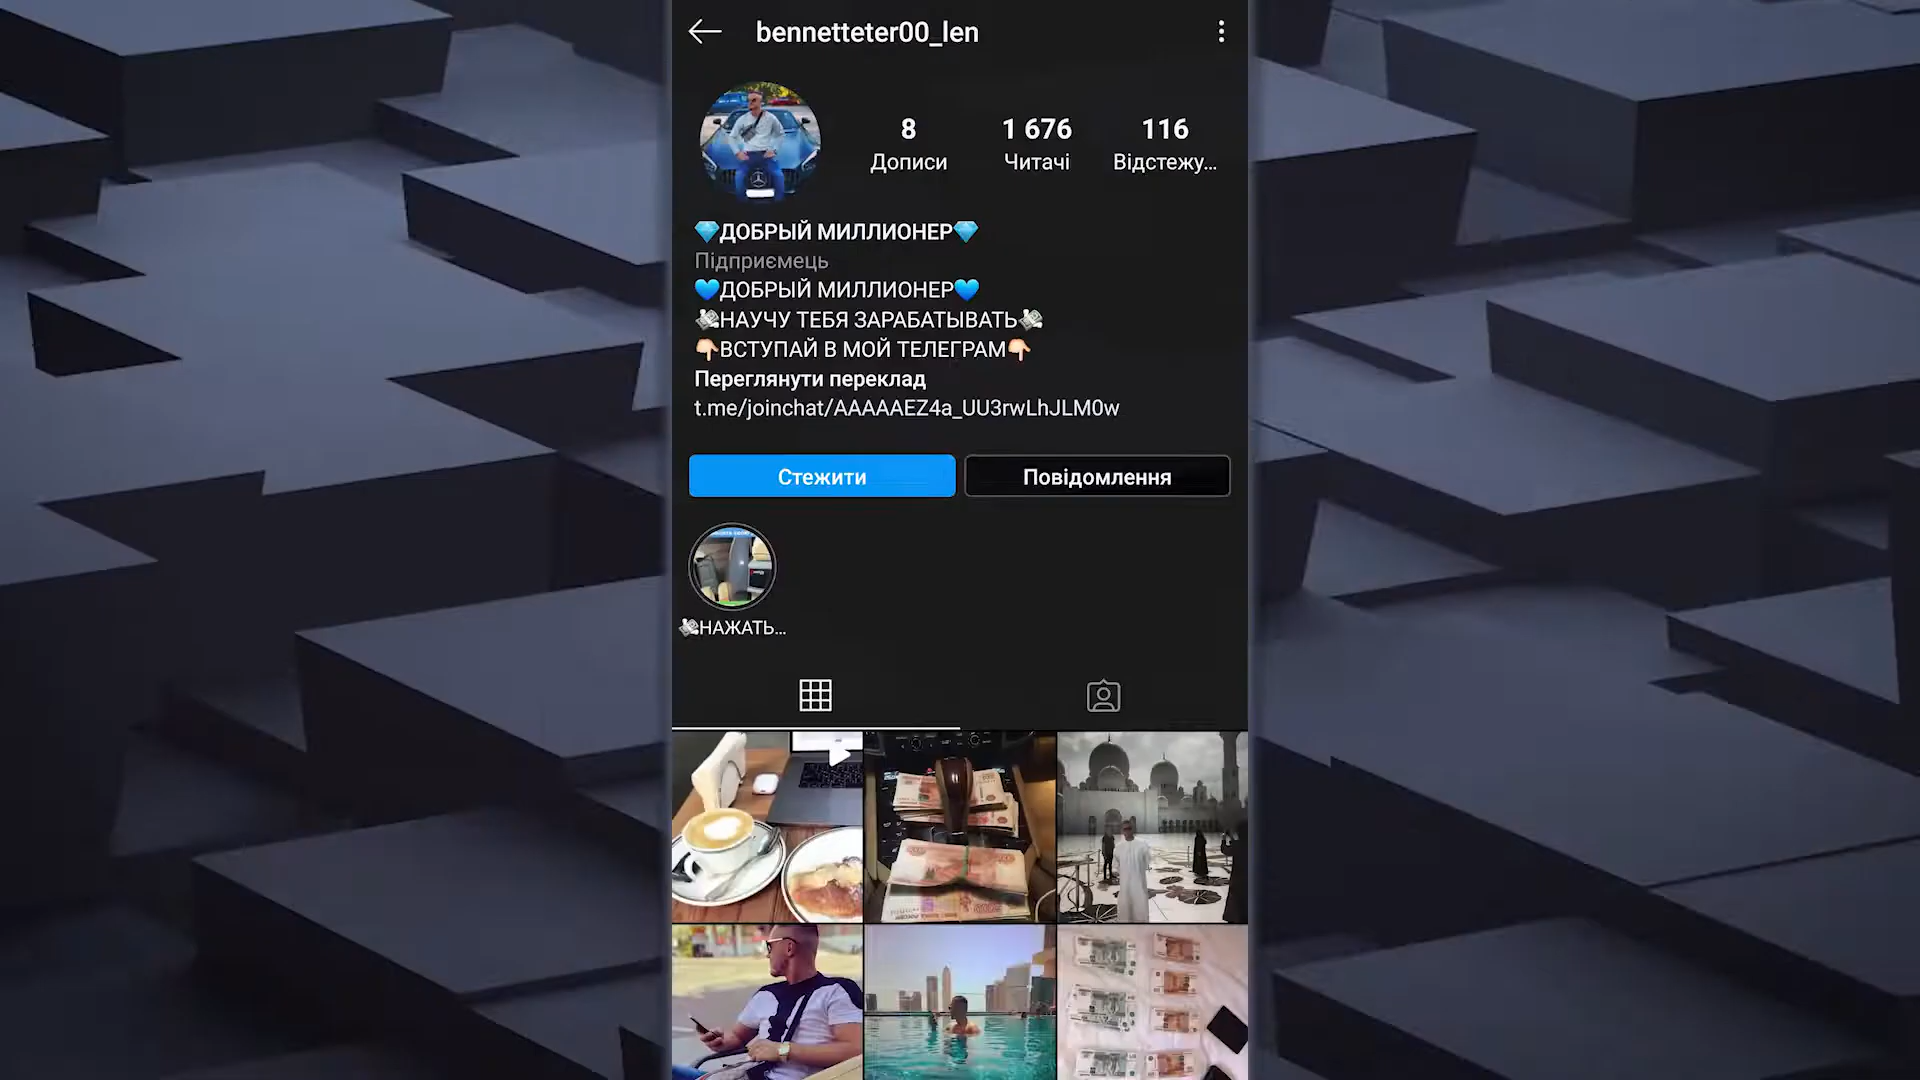 bennetteter00_len
8
1 676
116
Дописи
Читачі
Відстежу...
💎ДОБРЫЙ МИЛЛИОНЕР💎
Підприємець
💙ДОБРЫЙ МИЛЛИОНЕР💙
💸НАУЧУ ТЕБЯ ЗАРАБАТЫВАТЬ💸
👇🏻ВСТУПАЙ В МОЙ ТЕЛЕГРАМ👇🏻
Переглянути переклад
t.me/joinchat/AAAAAEZ4a_UU3rwLhJLM0w
Стежити
Повідомлення
💸НАЖАТЬ...